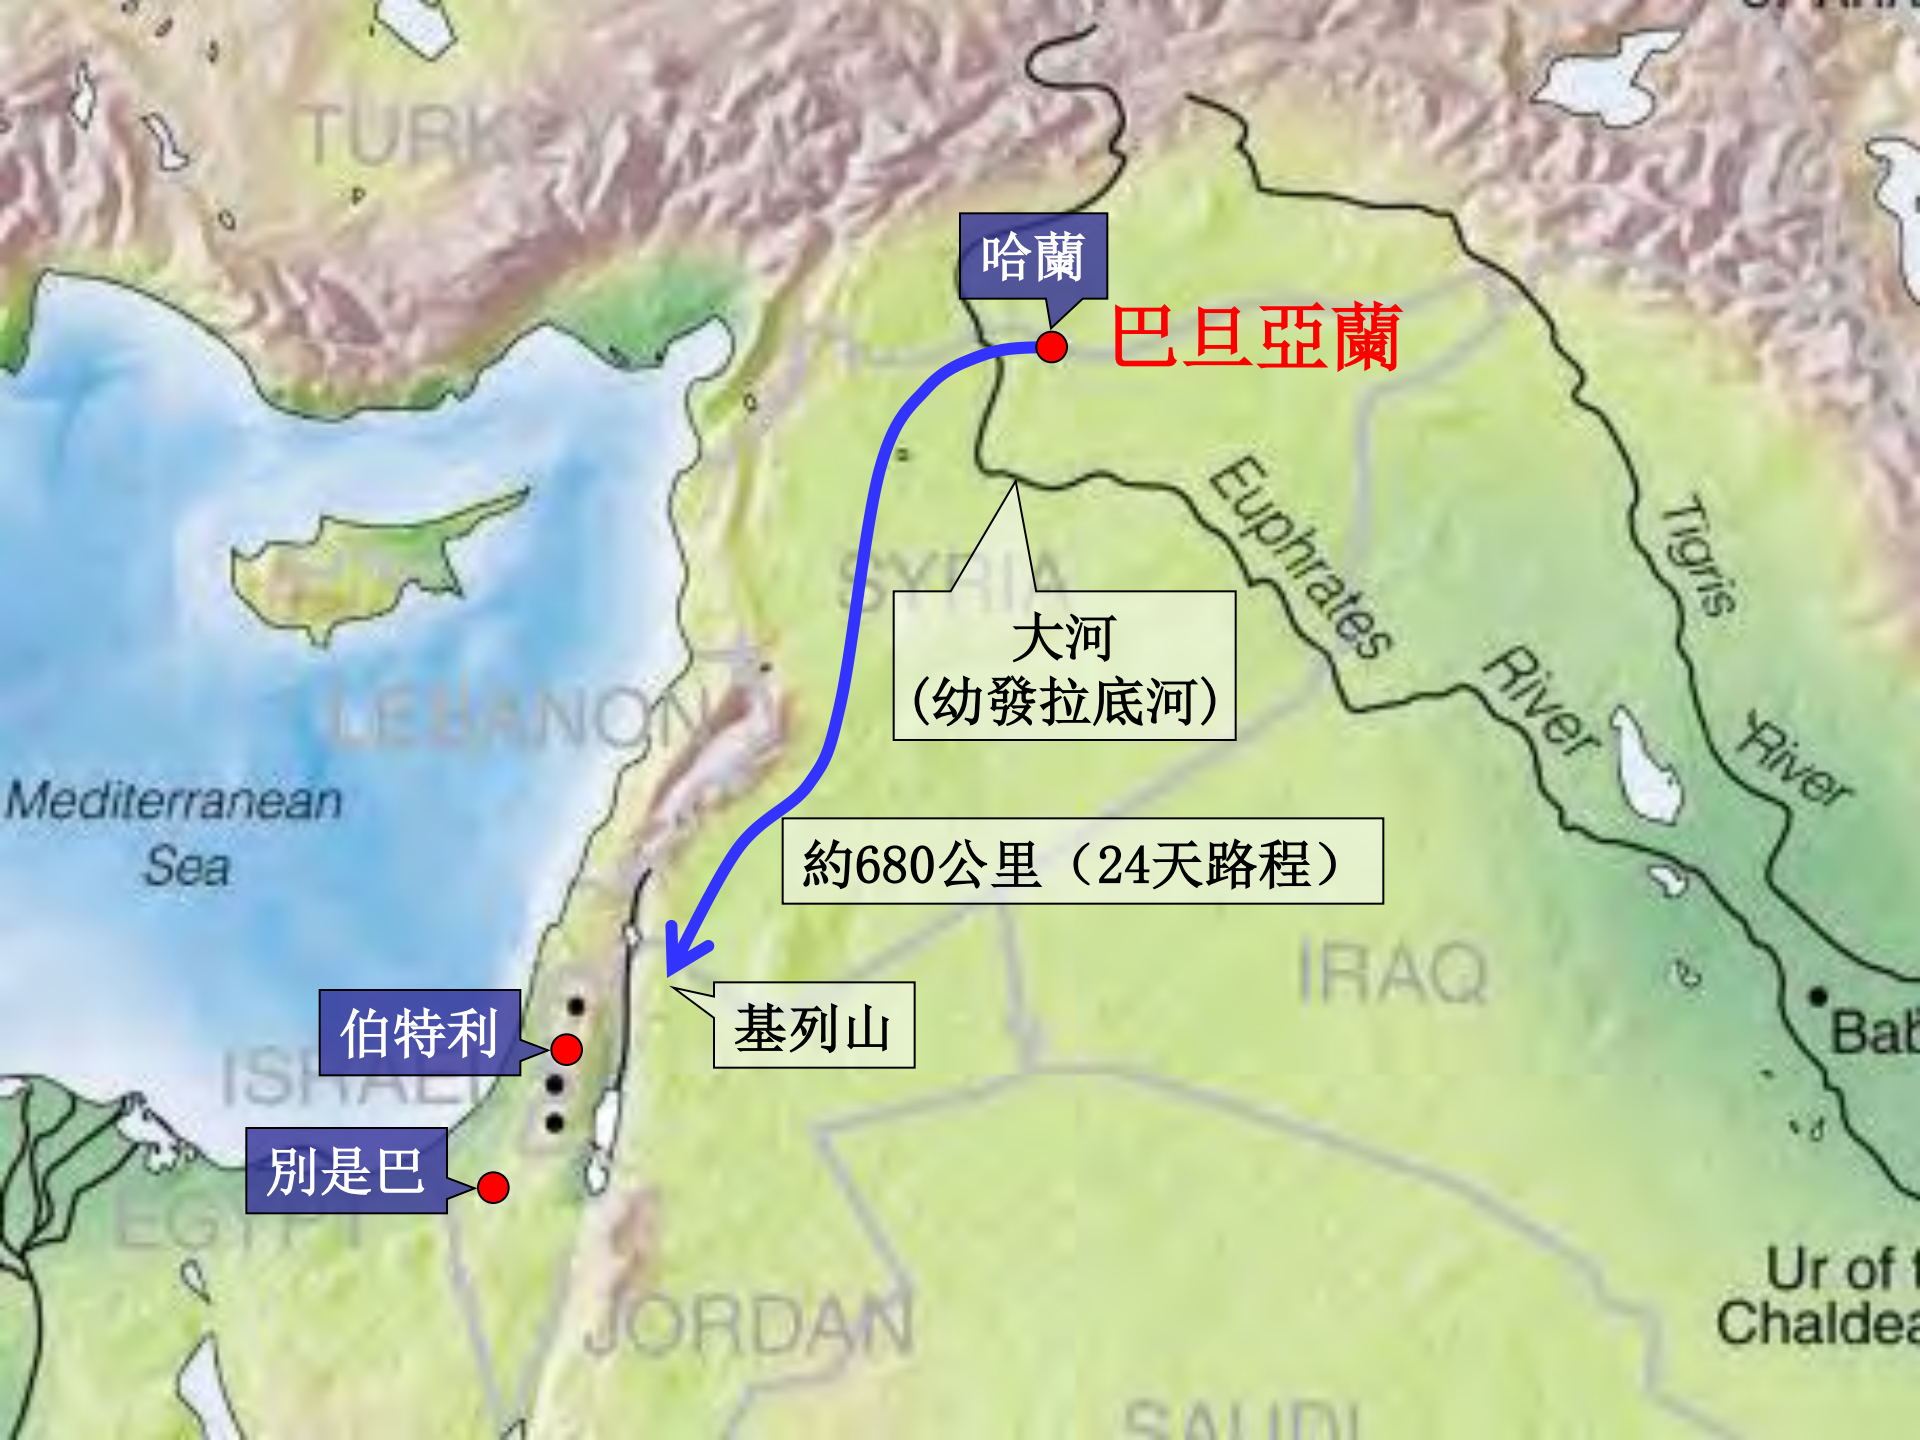 TURKEY
哈蘭
巴旦亞蘭
Euphrates
River
Tigris
River
SYRIA
大河
(幼發拉底河)
LEBANON
Mediterranean
Sea
約680公里（24天路程）
IRAQ
基列山
伯特利
ISRAEL
別是巴
EGYPT
Bab
Ur of t
Chaldea
JORDAN
SAUDI